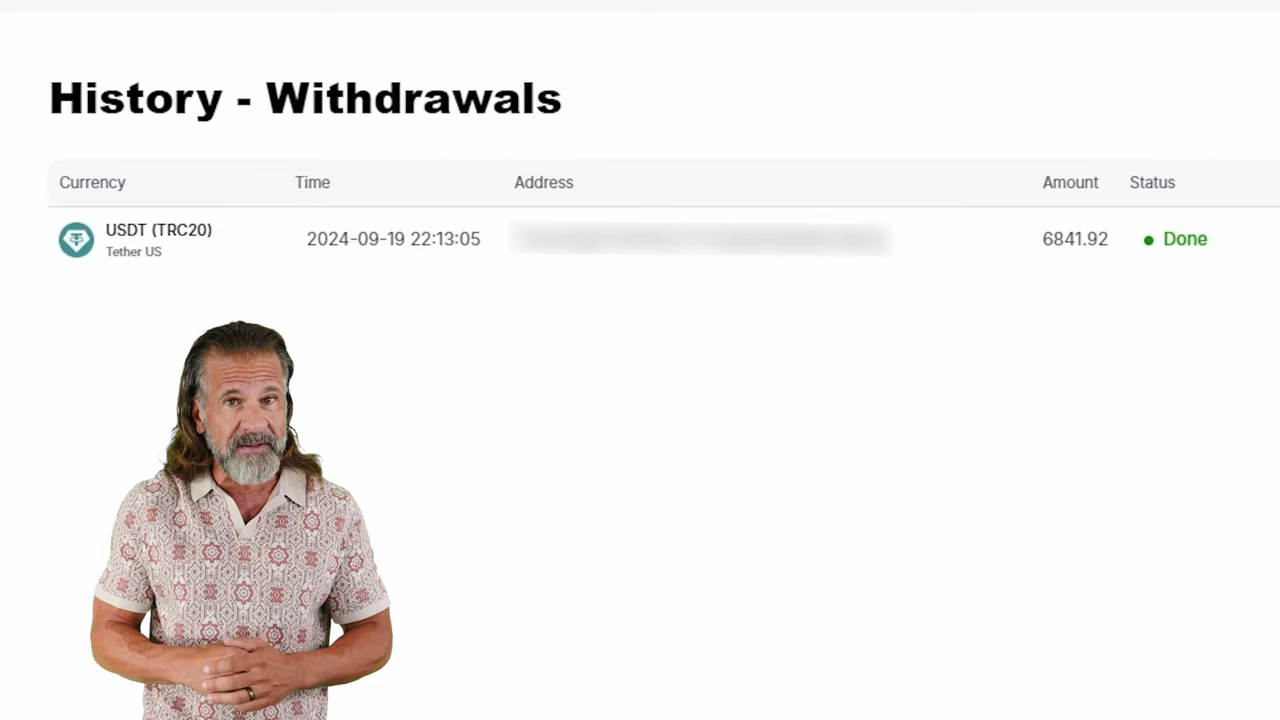 History - Withdrawals
Currency Time Address Amount Status
USDT (TRC20)
Tether US
2024-09-19 22:13:05 6841.92 Done